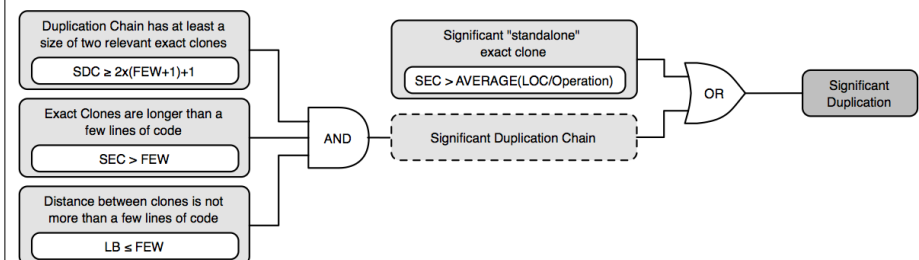 Duplication Chain has at least a
size of two relevant exact clones
SDC ≥ 2x(FEW+1)+1
Exact Clones are longer than a
few lines of code
SEC > FEW
Distance between clones is not
more than a few lines of code
LB ≤ FEW
AND
Significant "standalone"
exact clone
SEC > AVERAGE(LOC/Operation)
Significant Duplication Chain
OR
Significant
Duplication